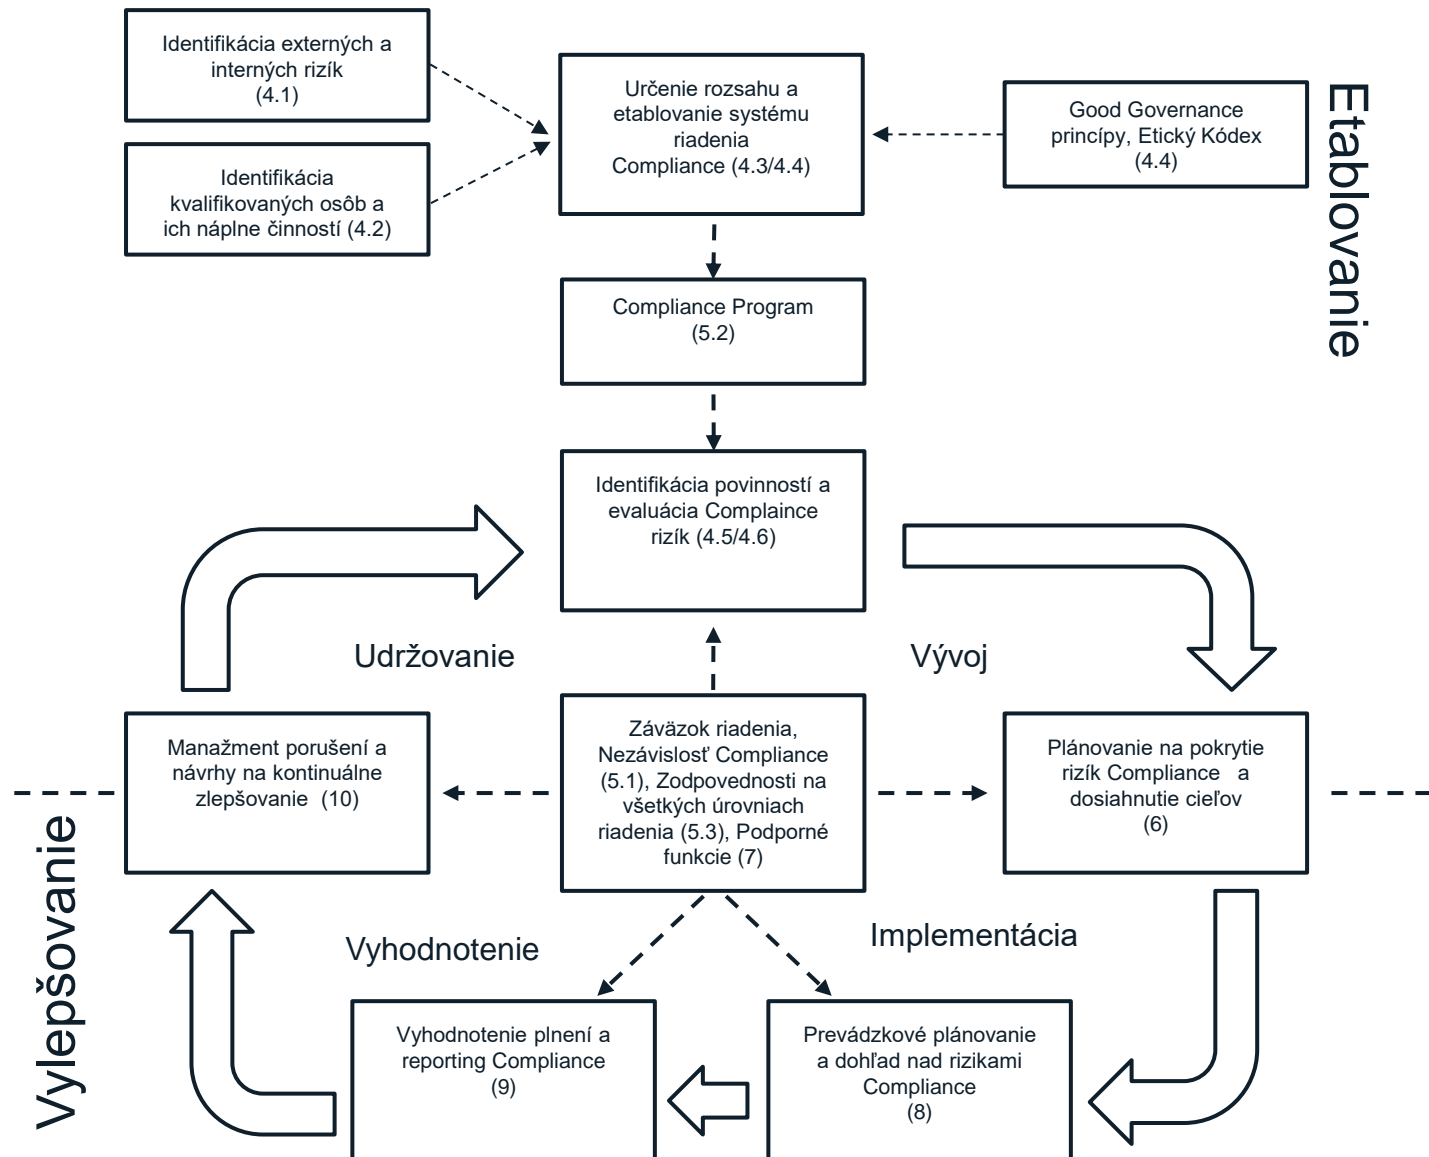 Identifikácia externých a
interných rizík
(4.1)
Určenie rozsahu a
etablovanie systému
riadenia
Compliance (4.3/4.4)
Good Governance
princípy, Etický Kódex
(4.4)
Etablovanie
Identifikácia
kvalifikovaných osôb a
ich náplne činností (4.2)
Compliance Program
(5.2)
Identifikácia povinností a
evaluácia Complaince
rizík (4.5/4.6)
Udržovanie
Vývoj
Manažment porušení a
návrhy na kontinuálne
zlepšovanie (10)
Záväzok riadenia,
Nezávislosť Compliance
(5.1), Zodpovednosti na
všetkých úrovniach
riadenia (5.3), Podporné
funkcie (7)
Plánovanie na pokrytie
rizík Compliance a
dosiahnutie cieľov
(6)
Vylepšovanie
Vyhodnotenie
Implementácia
Vyhodnotenie plnení a
reporting Compliance
(9)
Prevádzkové plánovanie
a dohľad nad rizikami
Compliance
(8)